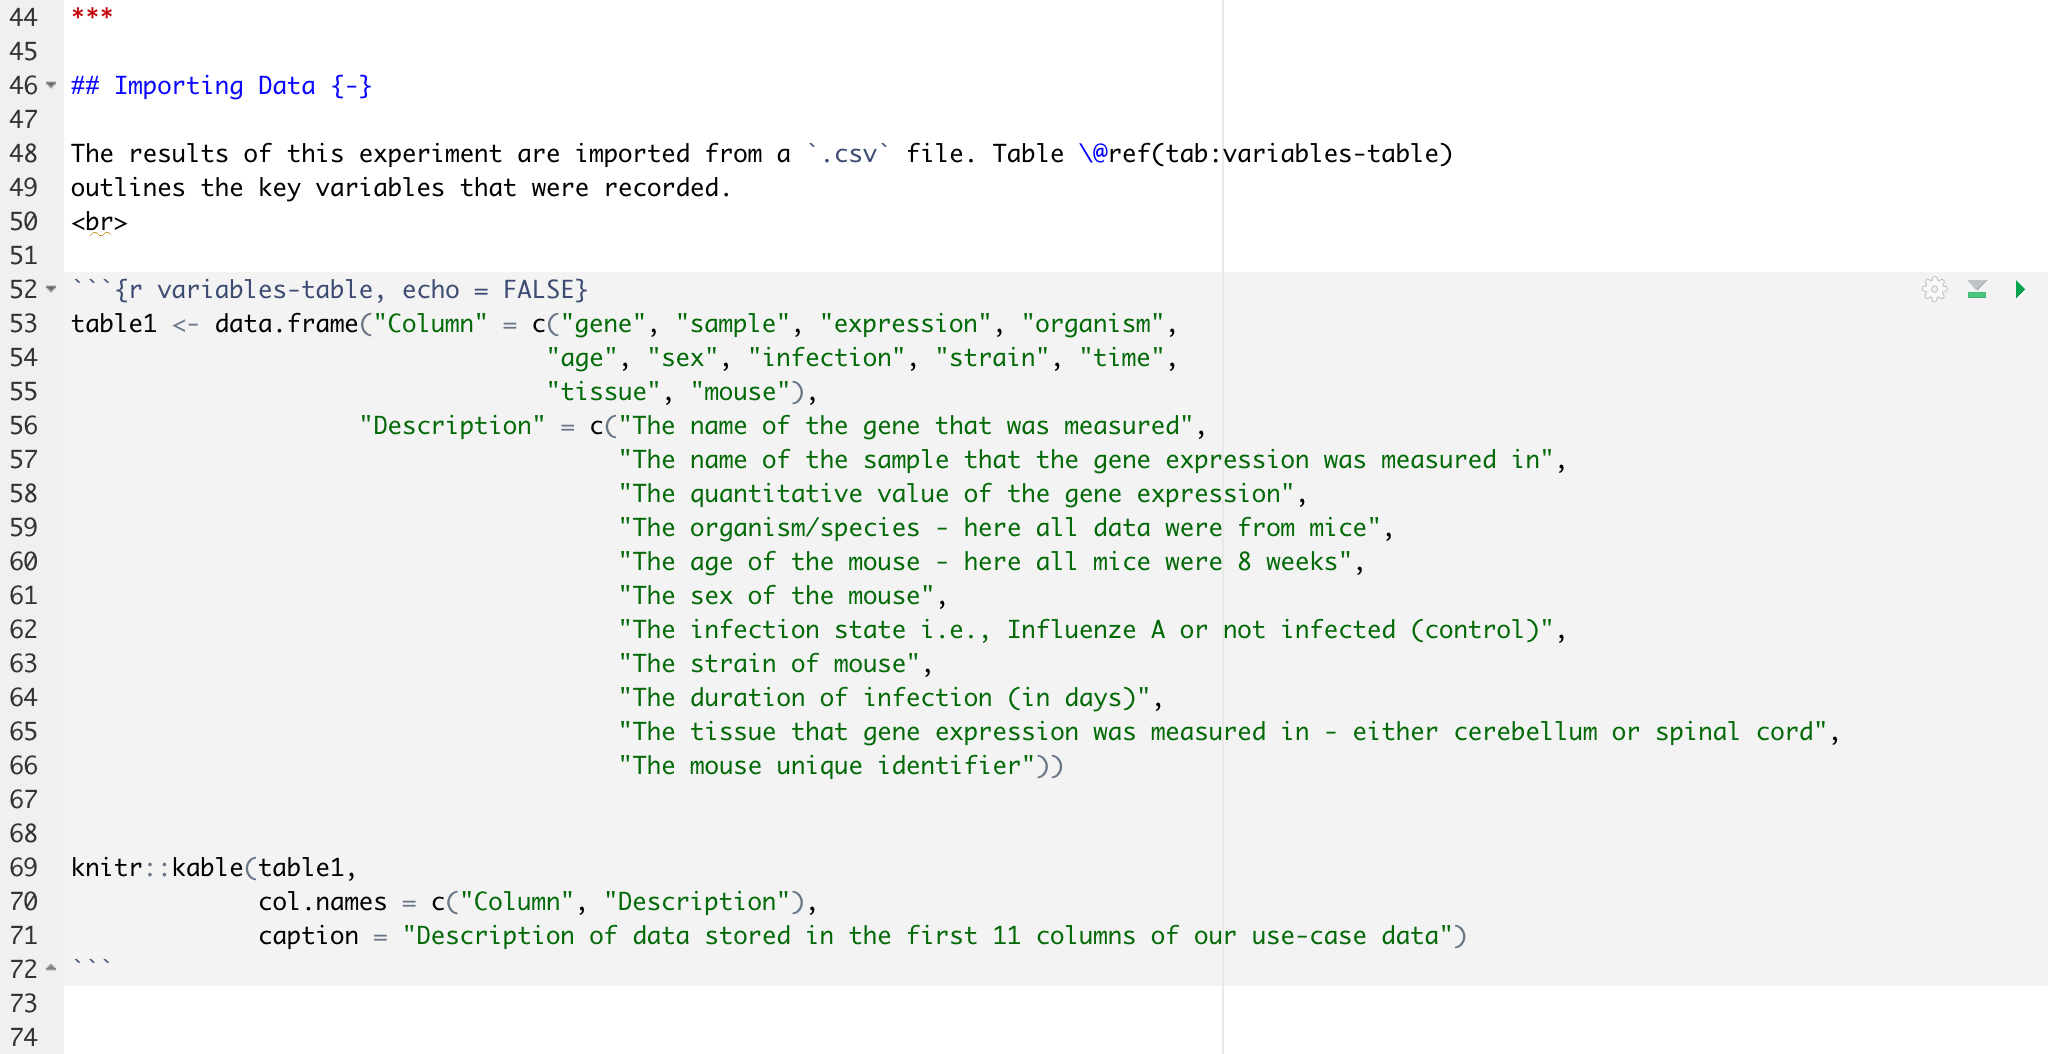 44 ***
45
46 ## Importing Data {-}
47
48 The results of this experiment are imported from a `.csv` file. Table \@ref(tab:variables-table)
49 outlines the key variables that were recorded.
50 <br>
51
52 ```{r variables-table, echo = FALSE}
53 table1 <- data.frame("Column" = c("gene", "sample", "expression", "organism",
54                                  "age", "sex", "infection", "strain", "time",
55                                  "tissue", "mouse"),
56                     "Description" = c("The name of the gene that was measured",
57                                       "The name of the sample that the gene expression was measured in",
58                                       "The quantitative value of the gene expression",
59                                       "The organism/species - here all data were from mice",
60                                       "The age of the mouse - here all mice were 8 weeks",
61                                       "The sex of the mouse",
62                                       "The infection state i.e., Influenze A or not infected (control)",
63                                       "The strain of mouse",
64                                       "The duration of infection (in days)",
65                                       "The tissue that gene expression was measured in - either cerebellum or spinal cord",
66                                       "The mouse unique identifier"))
67
68
69 knitr::kable(table1,
70              col.names = c("Column", "Description"),
71              caption = "Description of data stored in the first 11 columns of our use-case data")
72 ```
73
74